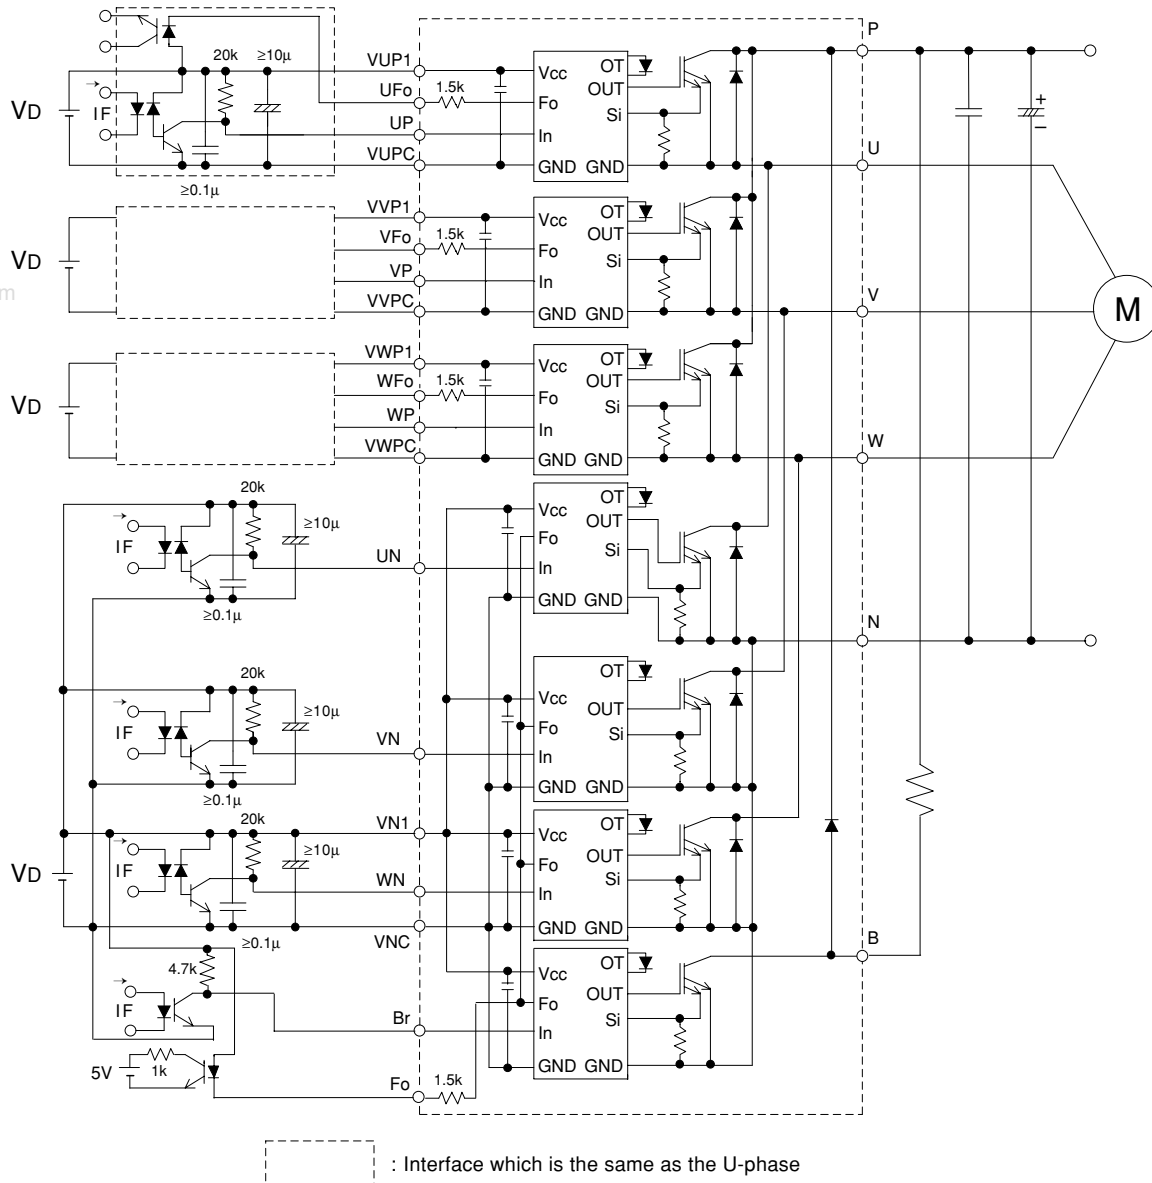 P
20k
≥10µ
VUP1
Vcc
OT
UFo
1.5k
OUT
VD
IF
Fo
Si
+
–
UP
In
VUPC
GND GND
U
≥0.1µ
VVP1
Vcc
OT
VFo
1.5k
OUT
VD
Fo
Si
VP
In
m
VVPC
GND GND
V
M
VWP1
Vcc
OT
WFo
1.5k
OUT
VD
Fo
Si
WP
In
VWPC
GND GND
W
20k
OT
≥10µ
Vcc
OUT
IF
Fo
Si
UN
In
GND GND
≥0.1µ
N
20k
OT
≥10µ
Vcc
OUT
IF
Fo
Si
VN
In
GND GND
≥0.1µ
20k
VN1
Vcc
OT
≥10µ
OUT
IF
Fo
VD
Si
WN
In
GND GND
VNC
≥0.1µ
B
4.7k
Vcc
OT
OUT
IF
Fo
Si
Br
In
GND GND
5V
1k
Fo
1.5k
: Interface which is the same as the U-phase